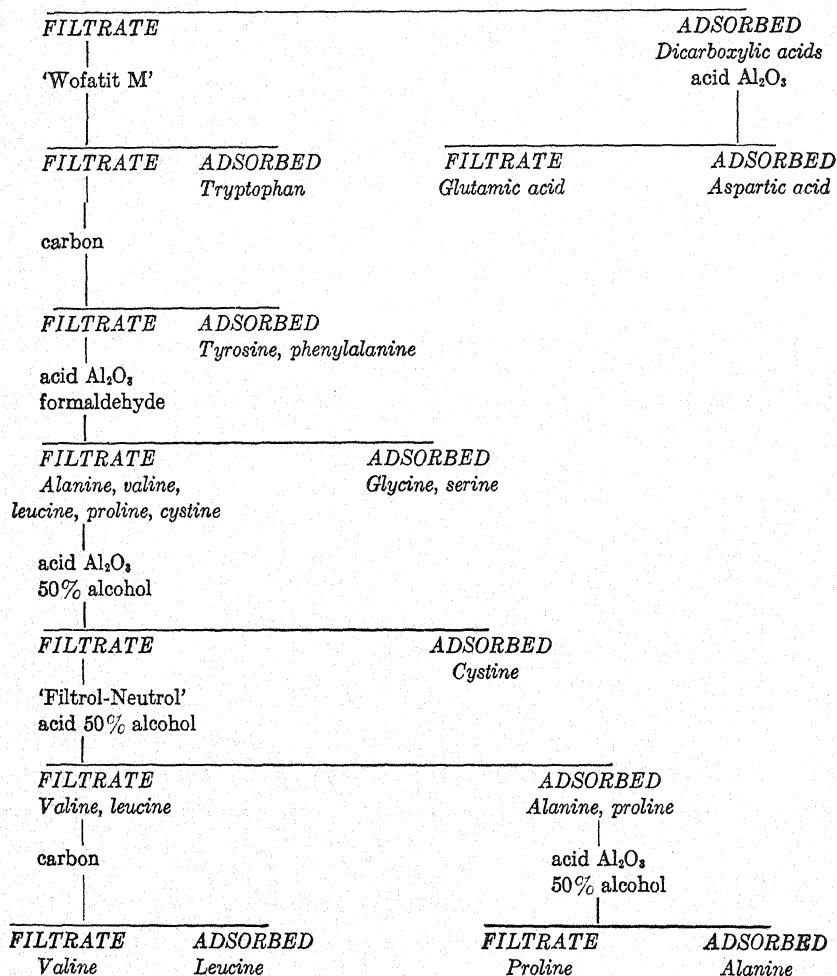 FILTRATE ADSORBED
Dicarboxylic acids
'Wofatit M' acid Al₂O₃
FILTRATE ADSORBED FILTRATE ADSORBED
Tryptophan Glutamic acid Aspartic acid
carbon
FILTRATE ADSORBED
Tyrosine, phenylalanine
acid Al₂O₃
formaldehyde
FILTRATE ADSORBED
Alanine, valine, Glycine, serine
leucine, proline, cystine
acid Al₂O₃
50% alcohol
FILTRATE ADSORBED
Cystine
'Filtrol-Neutrol'
acid 50% alcohol
FILTRATE ADSORBED
Valine, leucine Alanine, proline
carbon acid Al₂O₃
50% alcohol
FILTRATE ADSORBED FILTRATE ADSORBED
Valine Leucine Proline Alanine